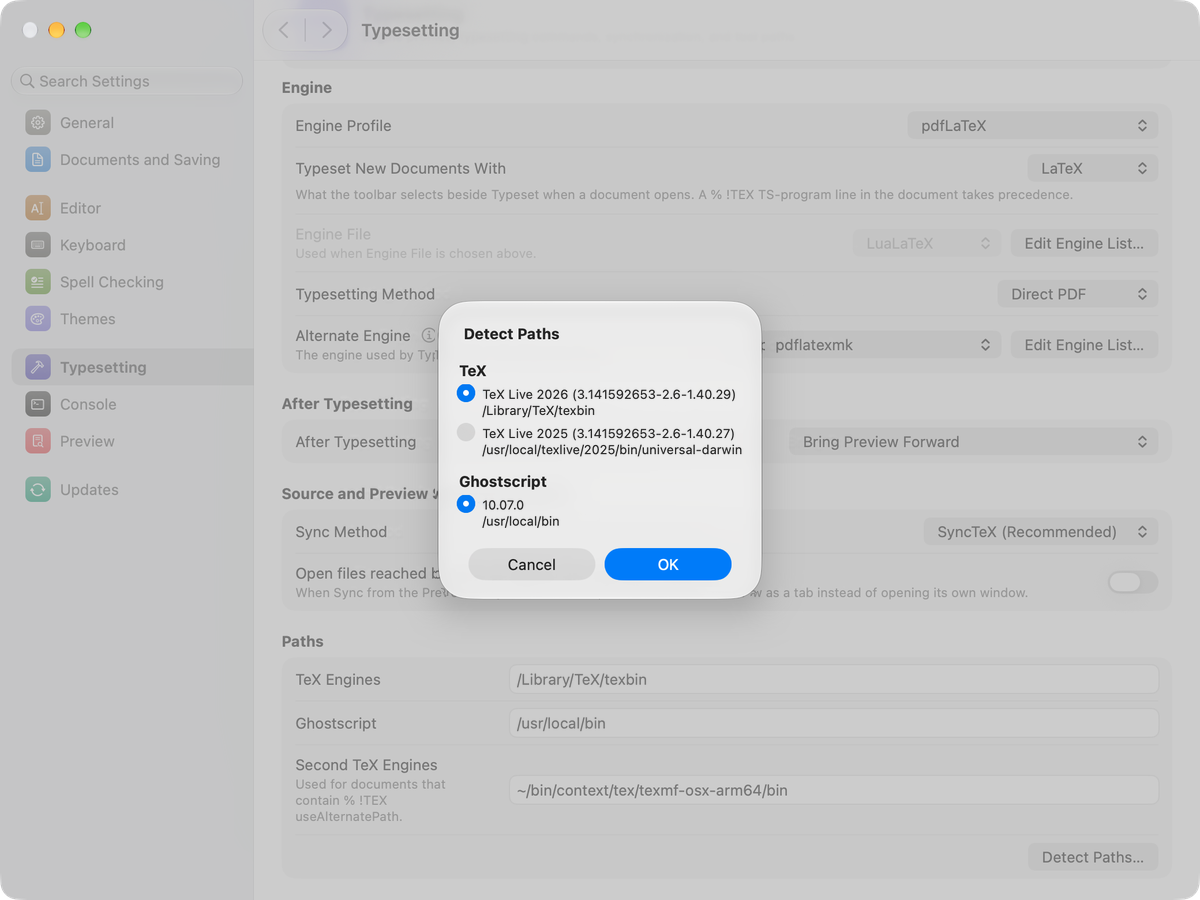 Typesetting
Search Settings
General
Documents and Saving
Editor
Keyboard
Spell Checking
Themes
Typesetting
Console
Preview
Updates
Engine
Engine Profile
pdfLaTeX
Typeset New Documents With
LaTeX
What the toolbar selects beside Typeset when a document opens. A % !TEX TS-program line in the document takes precedence.
Engine File
LuaLaTeX
Edit Engine List...
Used when Engine File is chosen above.
Typesetting Method
Direct PDF
Alternate Engine
pdflatexmk
Edit Engine List...
The engine used by
After Typesetting
After Typesetting
Bring Preview Forward
Source and Preview
Sync Method
SyncTeX (Recommended)
Open files reached
When Sync from the
as a tab instead of opening its own window.
Detect Paths
TeX
TeX Live 2026 (3.141592653-2.6-1.40.29)
/Library/TeX/texbin
TeX Live 2025 (3.141592653-2.6-1.40.27)
/usr/local/texlive/2025/bin/universal-darwin
Ghostscript
10.07.0
/usr/local/bin
Cancel
OK
Paths
TeX Engines
/Library/TeX/texbin
Ghostscript
/usr/local/bin
Second TeX Engines
Used for documents that
contain % !TEX
useAlternatePath.
~/bin/context/tex/texmf-osx-arm64/bin
Detect Paths...